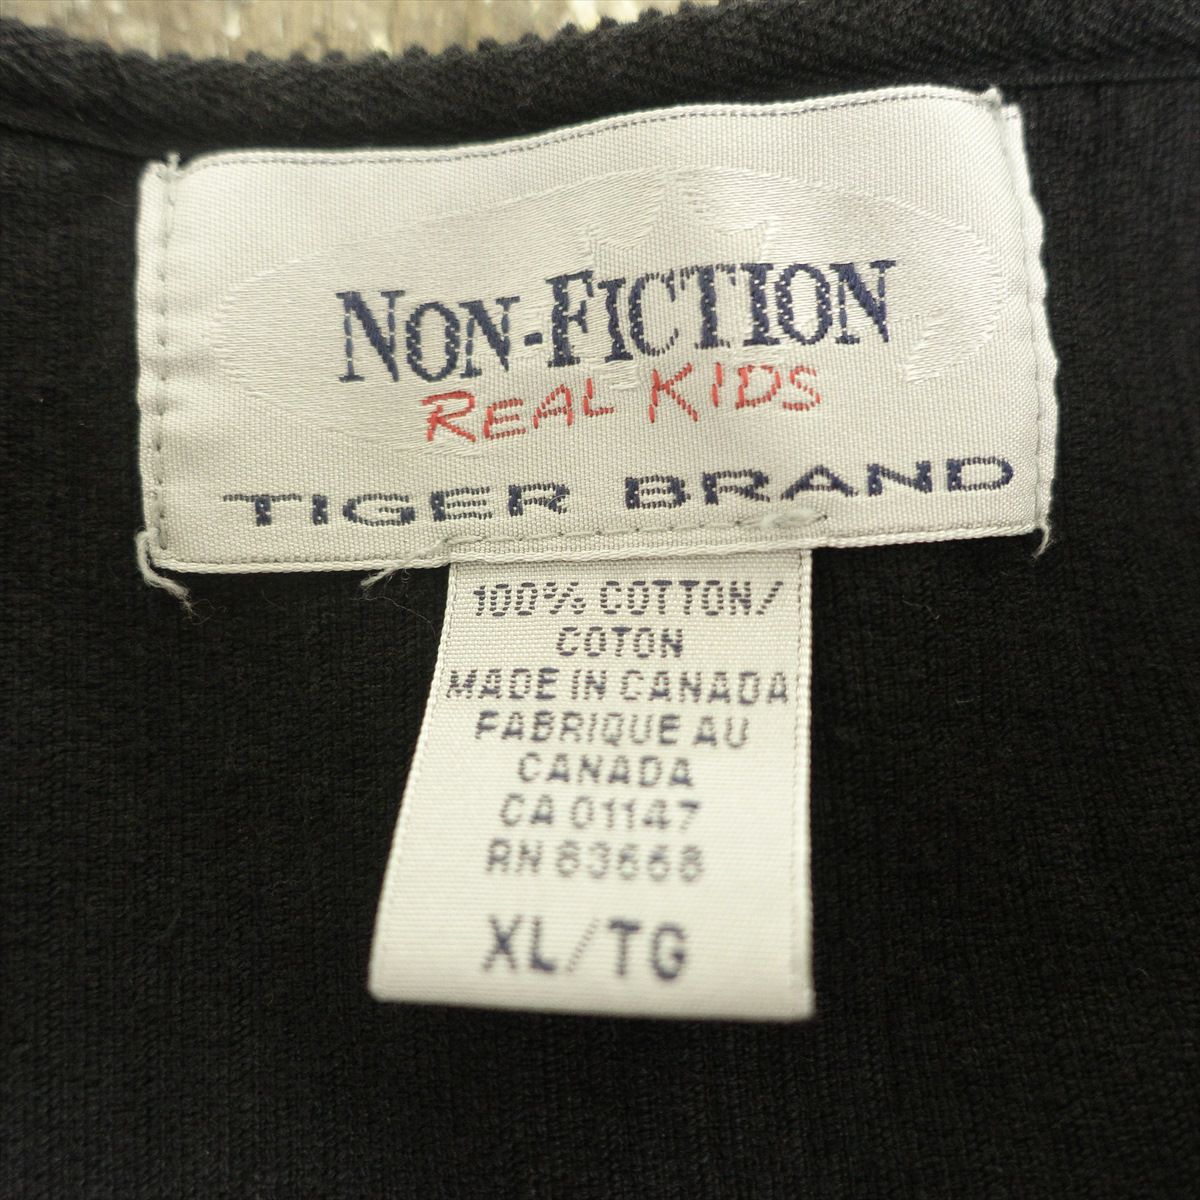 NON-FICTION
REAL KIDS
TIGER BRAND
100% COTTON/
COTON
MADE IN CANADA
FABRIQUE AU
CANADA
CA 01147
RN 83668
XL/TG